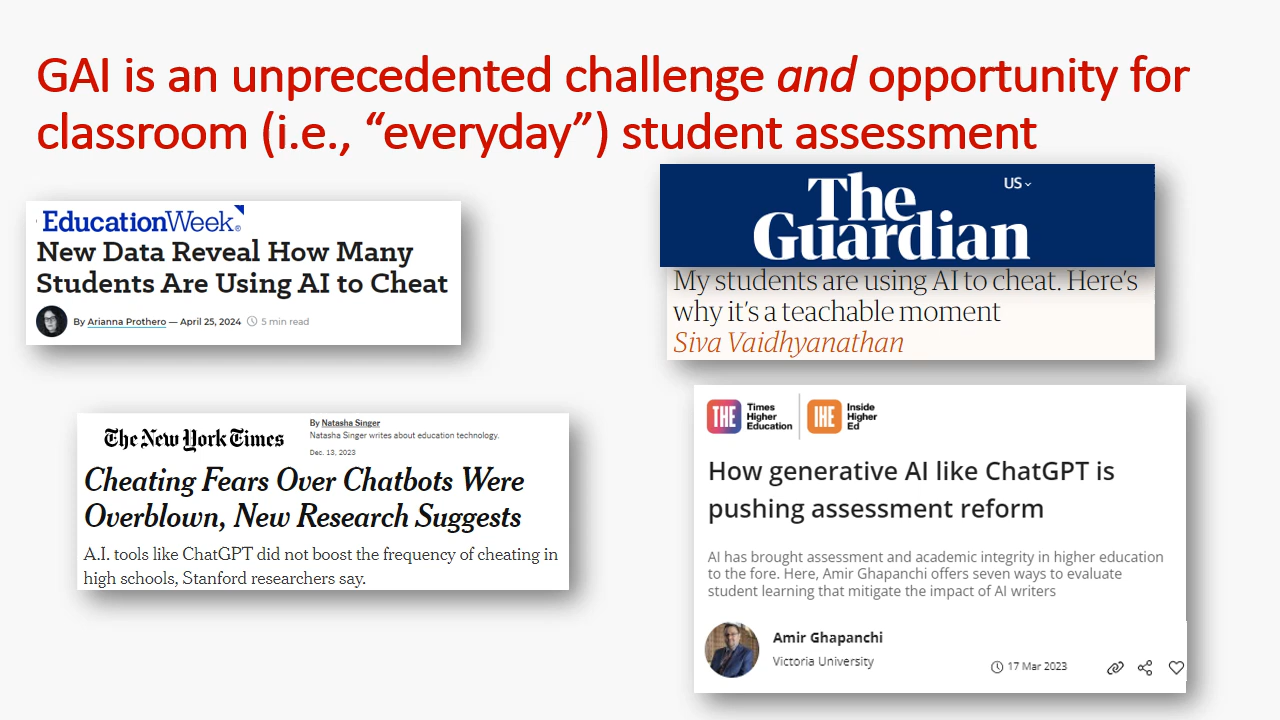 GAI is an unprecedented challenge and opportunity for
classroom (i.e., “everyday”) student assessment
EducationWeek®
New Data Reveal How Many
Students Are Using AI to Cheat
By Arianna Prothero — April 25, 2024 5 min read
The
Guardian
US
My students are using AI to cheat. Here’s
why it’s a teachable moment
Siva Vaidhyanathan
The New York Times
By Natasha Singer
Natasha Singer writes about education technology.
Dec. 13, 2023
Cheating Fears Over Chatbots Were
Overblown, New Research Suggests
A.I. tools like ChatGPT did not boost the frequency of cheating in
high schools, Stanford researchers say.
THE Times
Higher
Education
IHE Inside
Higher
Ed
How generative AI like ChatGPT is
pushing assessment reform
AI has brought assessment and academic integrity in higher education
to the fore. Here, Amir Ghapanchi offers seven ways to evaluate
student learning that mitigate the impact of AI writers
Amir Ghapanchi
Victoria University
17 Mar 2023